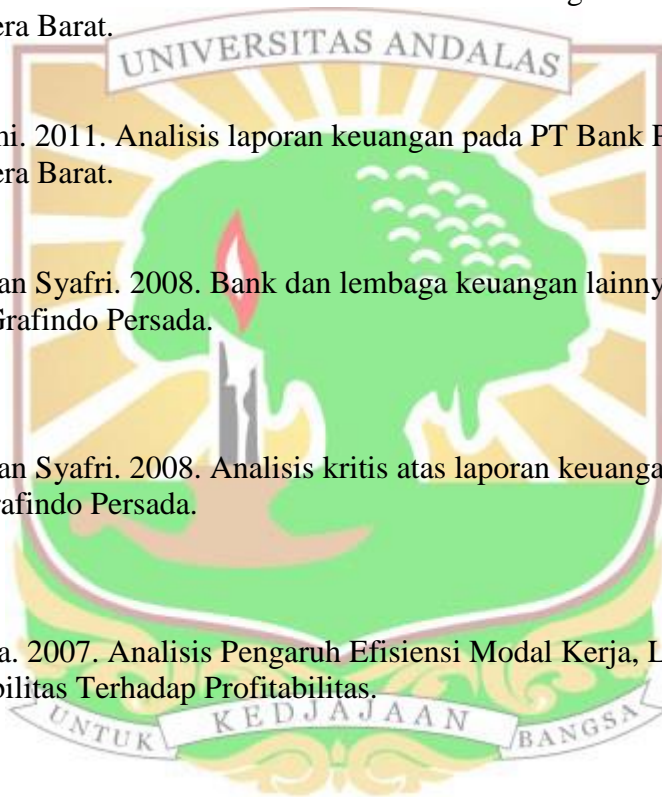 era Barat.
UNIVERSITAS ANDALAS
ni. 2011. Analisis laporan keuangan pada PT Bank P
era Barat.
an Syafri. 2008. Bank dan lembaga keuangan lainny
Grafindo Persada.
an Syafri. 2008. Analisis kritis atas laporan keuanga
rafindo Persada.
a. 2007. Analisis Pengaruh Efisiensi Modal Kerja, L
bilitas Terhadap Profitabilitas.
UNTUK KEDJAJAAN BANGSA